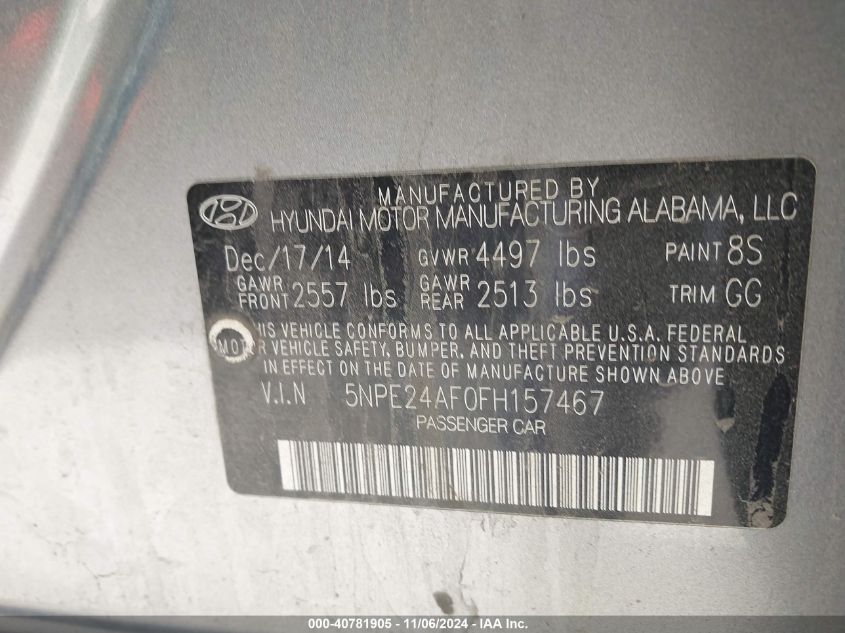 MANUFACTURED BY
HYUNDAI MOTOR MANUFACTURING ALABAMA, LLC
Dec/17/14 GVWR 4497 lbs PAINT 8S
GAWR FRONT 2557 lbs GAWR REAR 2513 lbs TRIM GG
HIS VEHICLE CONFORMS TO ALL APPLICABLE U.S.A. FEDERAL
MOTOR VEHICLE SAFETY, BUMPER, AND THEFT PREVENTION STANDARDS
IN EFFECT ON THE DATE OF MANUFACTURE SHOWN ABOVE
V.I.N 5NPE24AF0FH157467
PASSENGER CAR
000-40781905 - 11/06/2024 - IAA Inc.